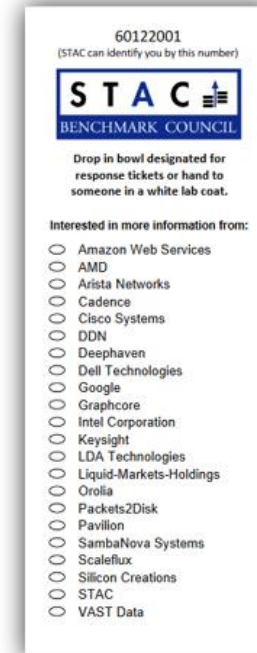 60122001
(STAC can identify you by this number)
STAC
BENCHMARK COUNCIL
Drop in bowl designated for
response tickets or hand to
someone in a white lab coat.
Interested in more information from:
Amazon Web Services
AMD
Arista Networks
Cadence
Cisco Systems
DDN
Deephaven
Dell Technologies
Google
Graphcore
Intel Corporation
Keysight
LDA Technologies
Liquid-Markets-Holdings
Orolia
Packets2Disk
Pavilion
SambaNova Systems
Scaleflux
Silicon Creations
STAC
VAST Data